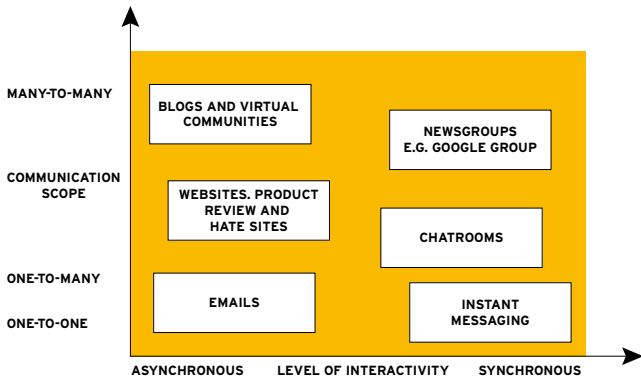 MANY-TO-MANY
BLOGS AND VIRTUAL
COMMUNITIES
NEWSGROUPS
E.G. GOOGLE GROUP
COMMUNICATION
SCOPE
WEBSITES. PRODUCT
REVIEW AND
HATE SITES
CHATROOMS
ONE-TO-MANY
EMAILS
INSTANT
MESSAGING
ONE-TO-ONE
ASYNCHRONOUS
LEVEL OF INTERACTIVITY
SYNCHRONOUS